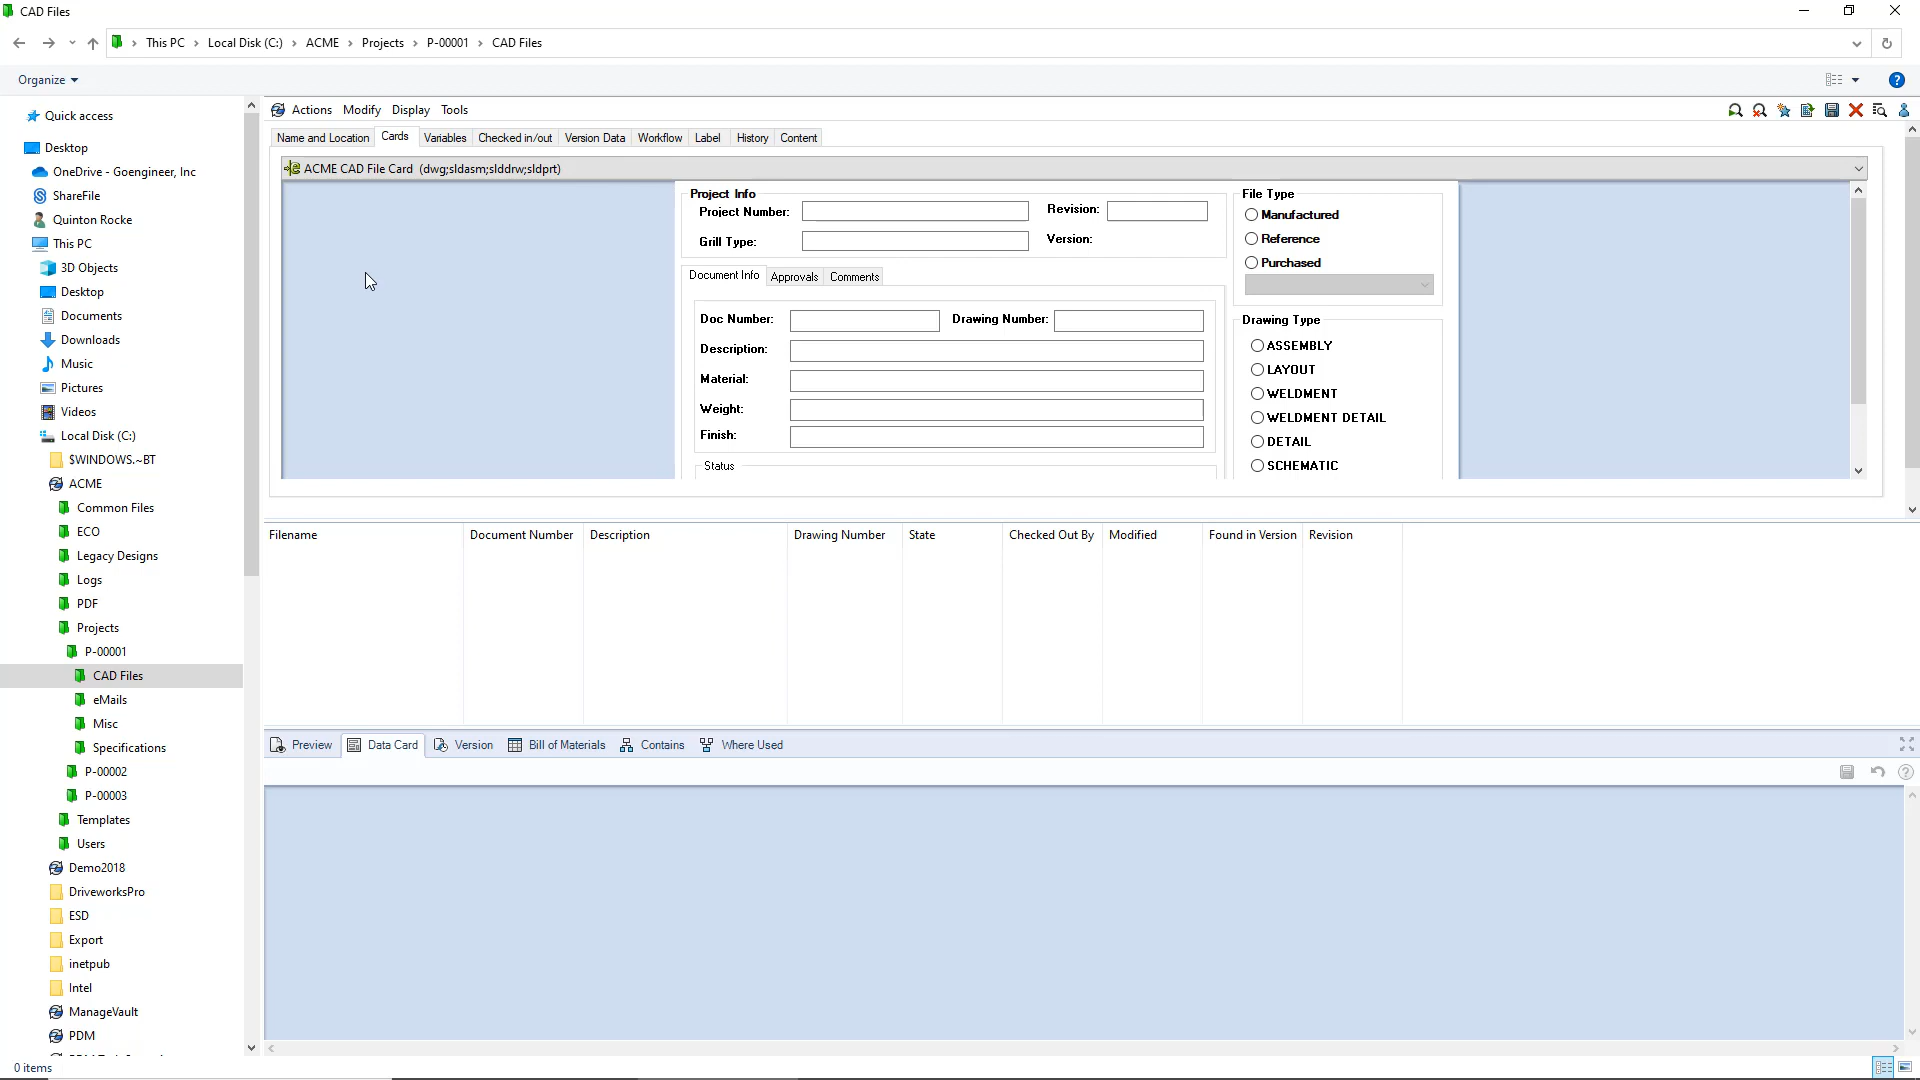 CAD Files
This PC › Local Disk (C:) › ACME › Projects › P-00001 › CAD Files
Organize
Quick access
Desktop
OneDrive - Goengineer, Inc
ShareFile
Quinton Rocke
This PC
3D Objects
Desktop
Documents
Downloads
Music
Pictures
Videos
Local Disk (C:)
$WINDOWS.~BT
ACME
Common Files
ECO
Legacy Designs
Logs
PDF
Projects
P-00001
CAD Files
eMails
Misc
Specifications
P-00002
P-00003
Templates
Users
Demo2018
DriveworksPro
ESD
Export
inetpub
Intel
ManageVault
PDM
0 items
Actions Modify Display Tools
Name and Location Cards Variables Checked in/out Version Data Workflow Label History Content
ACME CAD File Card (dwg;sldasm;slddrw;sldprt)
Project Info
Project Number: Revision:
Grill Type: Version:
Document Info Approvals Comments
Doc Number: Drawing Number:
Description:
Material:
Weight:
Finish:
Status
File Type
Manufactured
Reference
Purchased
Drawing Type
ASSEMBLY
LAYOUT
WELDMENT
WELDMENT DETAIL
DETAIL
SCHEMATIC
Filename Document Number Description Drawing Number State Checked Out By Modified Found in Version Revision
Preview Data Card Version Bill of Materials Contains Where Used